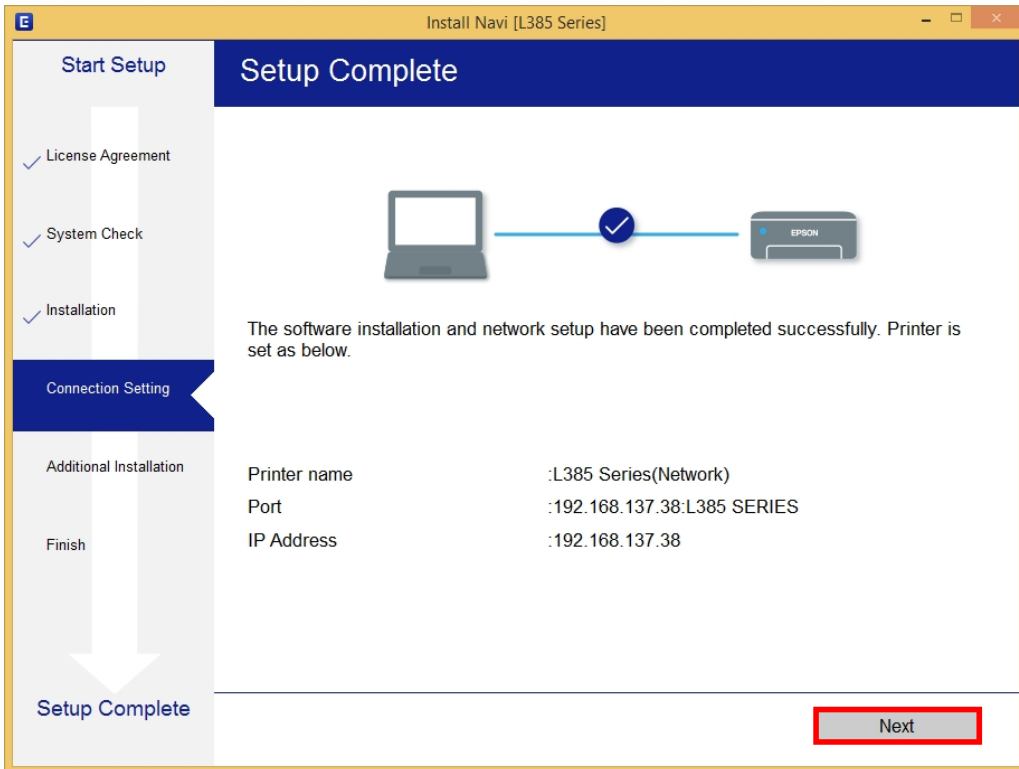 Install Navi [L385 Series]
Start Setup
License Agreement
System Check
Installation
Connection Setting
Additional Installation
Finish
Setup Complete
Setup Complete
EPSON
The software installation and network setup have been completed successfully. Printer is
set as below.
Printer name :L385 Series(Network)
Port :192.168.137.38:L385 SERIES
IP Address :192.168.137.38
Next